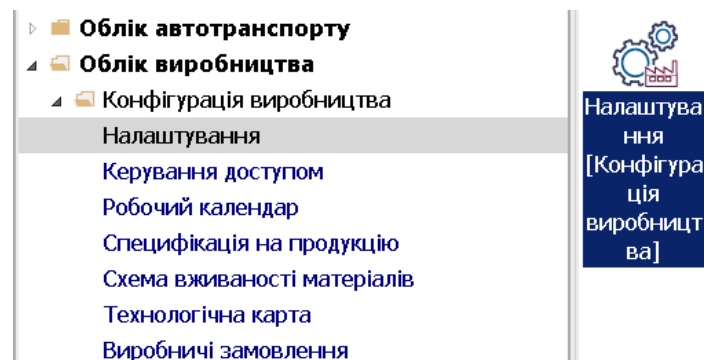 Облік автотранспорту
Облік виробництва
Конфігурація виробництва
Налаштування
Керування доступом
Робочий календар
Специфікація на продукцію
Схема вживаності матеріалів
Технологічна карта
Виробничі замовлення
Налаштува
ння
[Конфігура
ція
виробницт
ва]